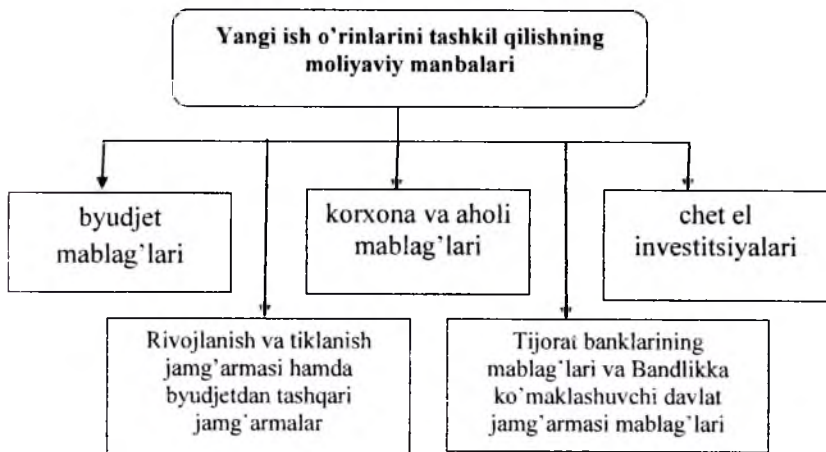 Yangi ish o'rinlarini tashkil qilishning
moliyaviy manbalari
byudjet
mablag'lari
korxona va aholi
mablag'lari
chet el
investitsiyalari
Rivojlanish va tiklanish
jamg'armasi hamda
byudjetdan tashqari
jamg'armalar
Tijorat banklarining
mablag'lari va Bandlikka
ko'maklashuvchi davlat
jamg'armasi mablag'lari